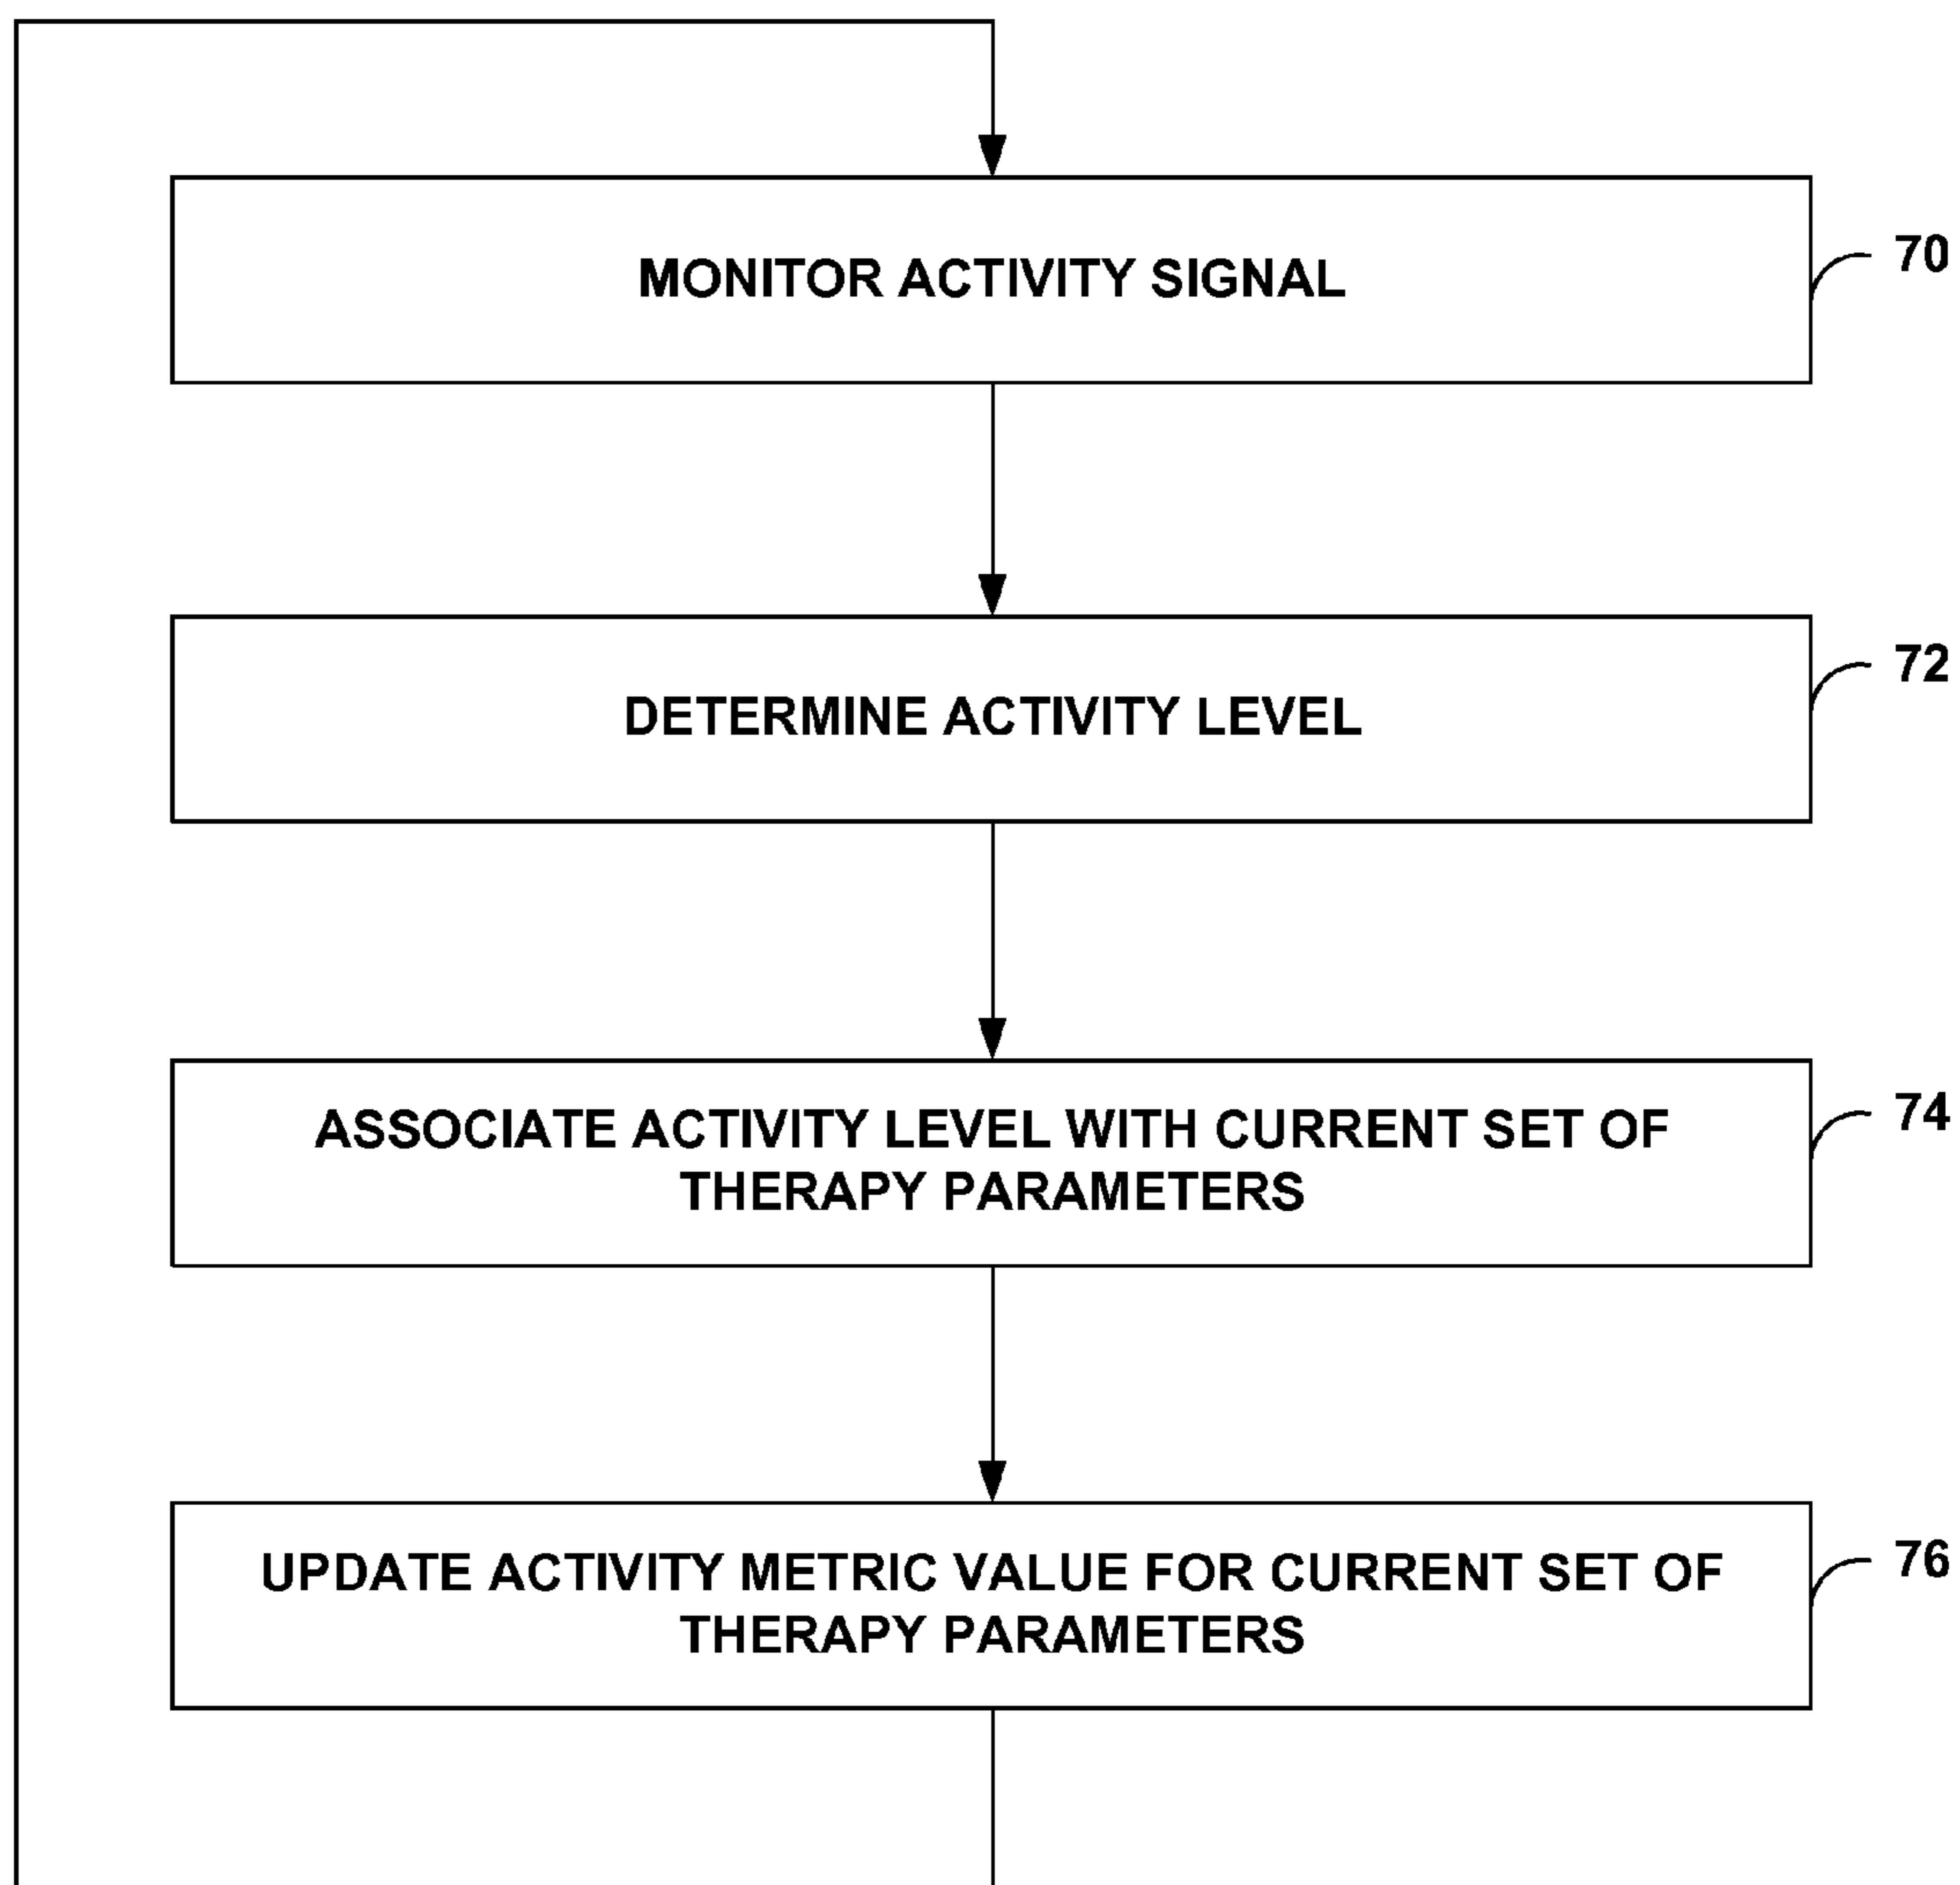 MONITOR ACTIVITY SIGNAL
70
DETERMINE ACTIVITY LEVEL
72
ASSOCIATE ACTIVITY LEVEL WITH CURRENT SET OF
THERAPY PARAMETERS
74
UPDATE ACTIVITY METRIC VALUE FOR CURRENT SET OF
THERAPY PARAMETERS
76